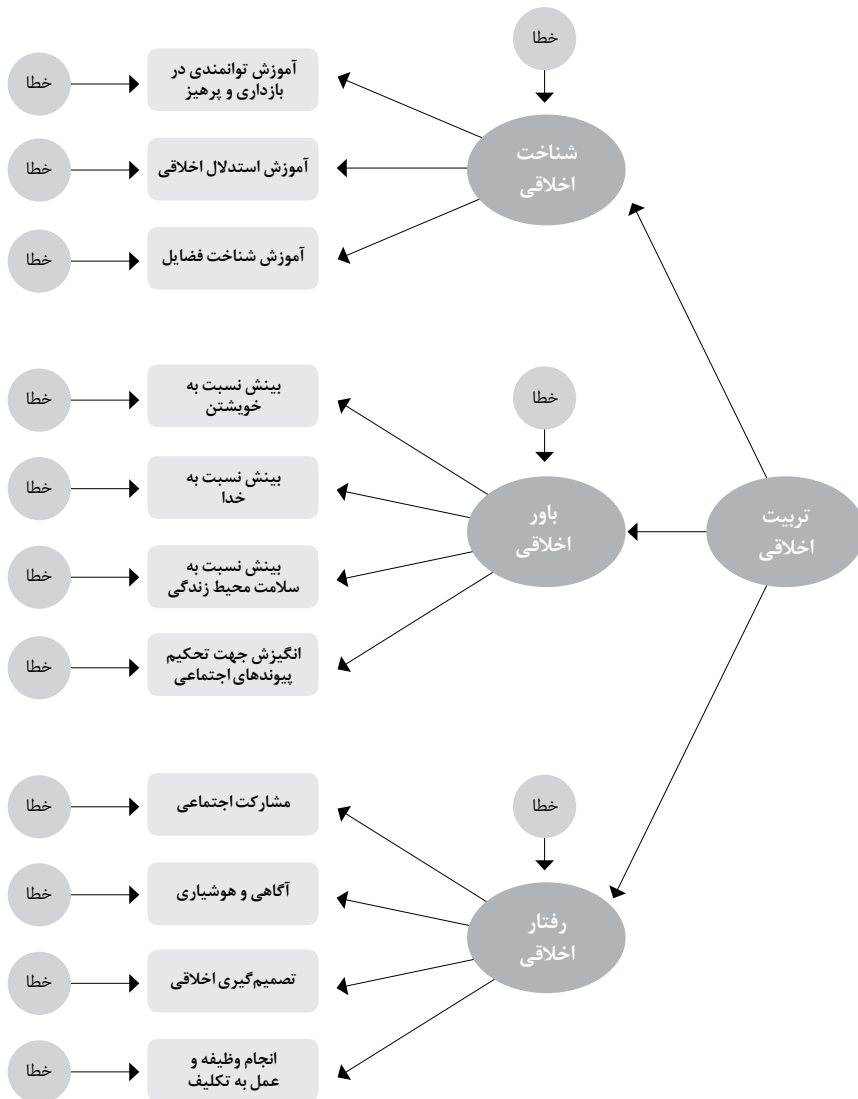 خطا
آموزش توانمندی در
بازداری و پرهیز
خطا
شناخت
اخلاقی
آموزش استدلال اخلاقی
خطا
آموزش شناخت فضایل
خطا
خطا
بینش نسبت به
خویشتن
خطا
باور
اخلاقی
بینش نسبت به
خدا
خطا
تربیت
اخلاقی
بینش نسبت به
سلامت محیط زندگی
خطا
انگیزش جهت تحکیم
پیوندهای اجتماعی
خطا
خطا
مشارکت اجتماعی
خطا
رفتار
اخلاقی
آگاهی و هوشیاری
خطا
تصمیم‌گیری اخلاقی
خطا
انجام وظیفه و
عمل به تکلیف
خطا